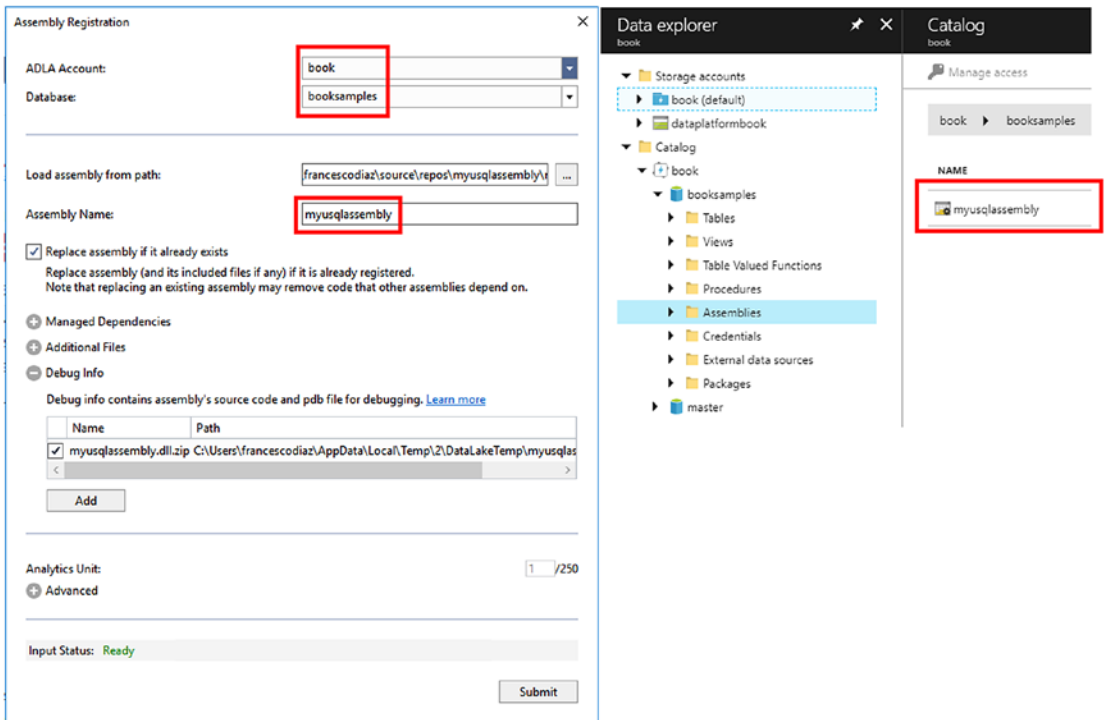 Assembly Registration
ADLA Account:
book
Database:
booksamples
Load assembly from path:
francescodiaz\source\repos\myusqlassembly\
...
Assembly Name:
myusqlassembly
Replace assembly if it already exists
Replace assembly (and its included files if any) if it is already registered.
Note that replacing an existing assembly may remove code that other assemblies depend on.
Managed Dependencies
Additional Files
Debug Info
Debug info contains assembly's source code and pdb file for debugging. Learn more
Name Path
myusqlassembly.dll.zip C:\Users\francescodiaz\AppData\Local\Temp\2\DataLakeTemp\myusqlas
Add
Analytics Unit:
1 /250
Advanced
Input Status: Ready
Submit
Data explorer
book
Storage accounts
book (default)
dataplatformbook
Catalog
book
booksamples
Tables
Views
Table Valued Functions
Procedures
Assemblies
Credentials
External data sources
Packages
master
Catalog
book
Manage access
book booksamples
NAME
myusqlassembly